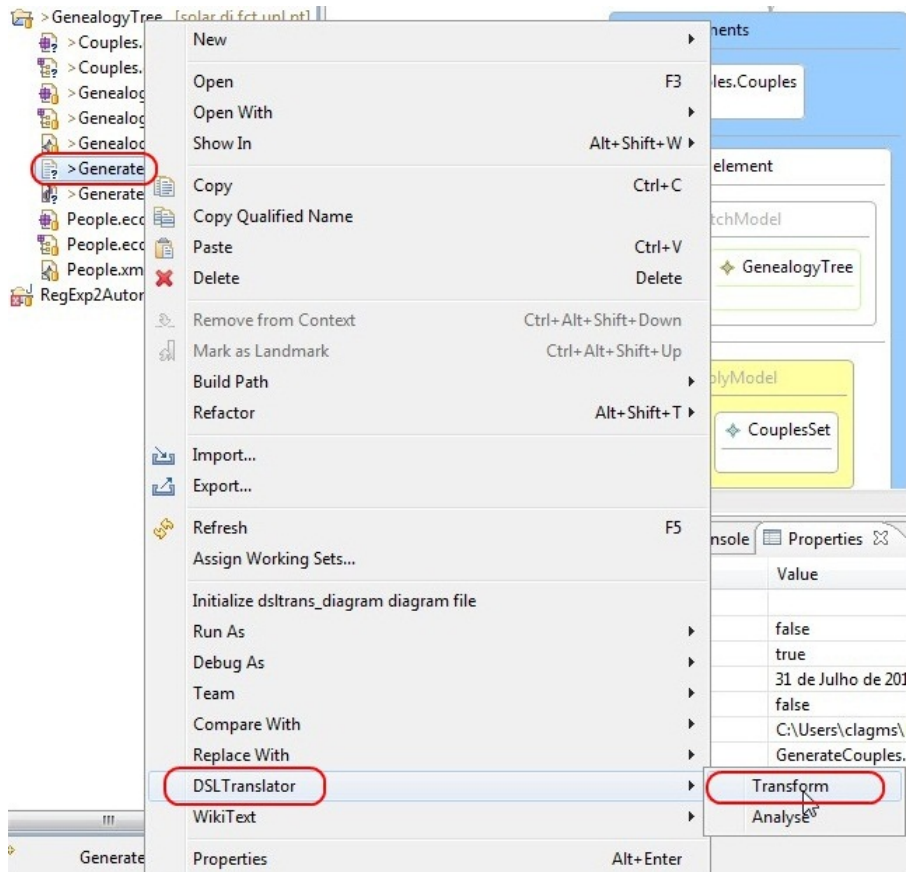 >GenealogyTree [solar.di.fct.unl.pt]
>Couples.
>Couples.
>Genealog
>Genealog
>Genealog
>Generate
>Generate
People.ecc
People.ecc
People.xm
RegExp2Autor
New
Open F3
Open With
Show In Alt+Shift+W
Copy Ctrl+C
Copy Qualified Name
Paste Ctrl+V
Delete Delete
Remove from Context Ctrl+Alt+Shift+Down
Mark as Landmark Ctrl+Alt+Shift+Up
Build Path
Refactor Alt+Shift+T
Import...
Export...
Refresh F5
Assign Working Sets...
Initialize dsltrans_diagram diagram file
Run As
Debug As
Team
Compare With
Replace With
DSLTranslator
WikiText
Properties Alt+Enter
Transform
Analyse
ments
les.Couples
element
tchModel
GenealogyTree
plyModel
CouplesSet
nsole Properties
Value
false
true
31 de Julho de 201
false
C:\Users\clagms\
GenerateCouples.
Generate